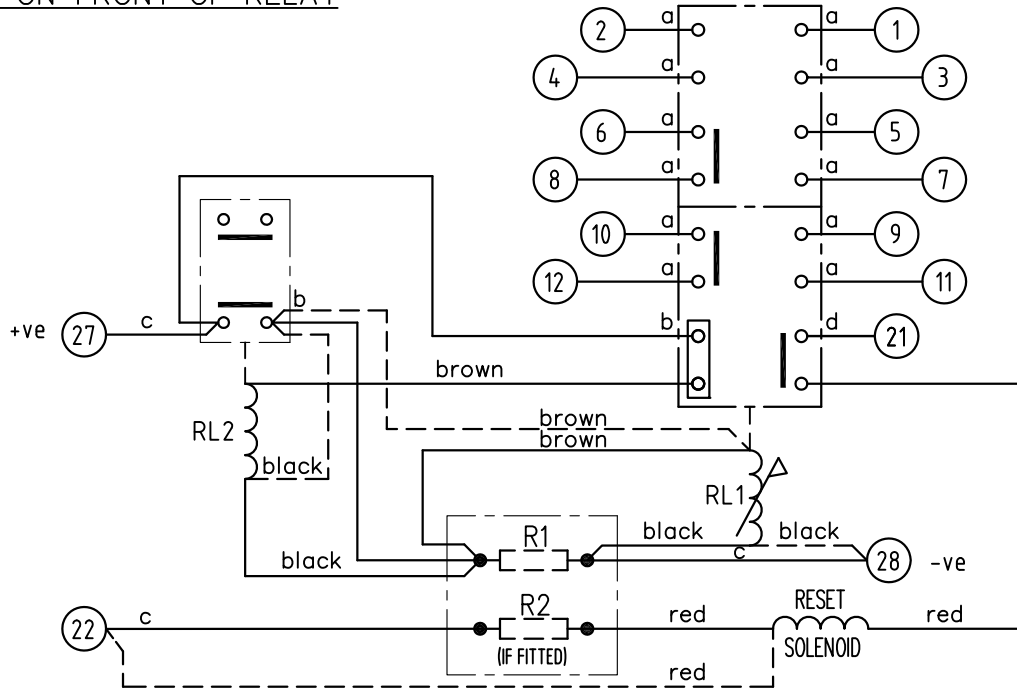 ON FRONT OF RELAY
2 a a 1
4 a a 3
6 a a 5
8 a a 7
10 a a 9
12 a a 11
b d 21
+ve 27 c b
brown
RL2
black
brown
brown
RL1
black c black
28 -ve
black
R1
22 c
R2
(IF FITTED)
red
RESET
SOLENOID
red
red